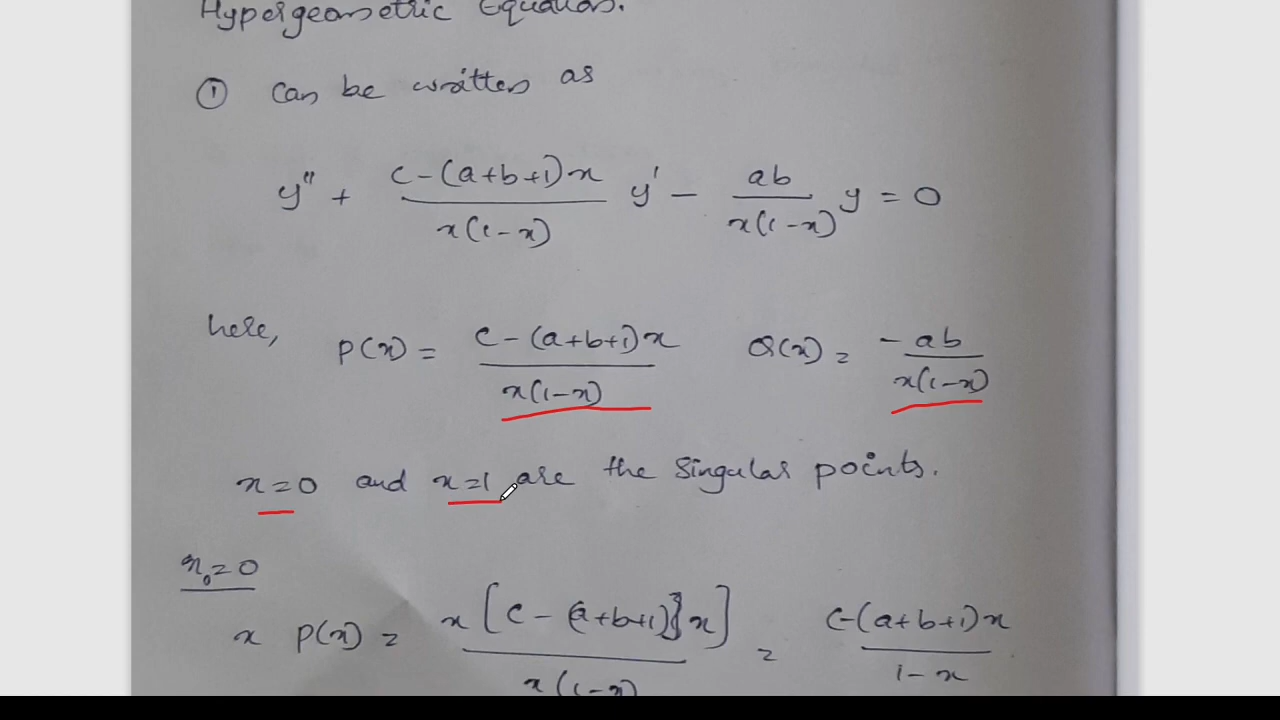 Hypergeometric Equation.
① Can be written as
y'' + c-(a+b+1)x / x(1-x) y' - ab / x(1-x) y = 0
here, P(x) = c-(a+b+1)x / x(1-x) Q(x) = -ab / x(1-x)
x=0 and x=1 are the singular points.
x₀=0
x P(x) = x[c-(a+b+1)}x] / x(1-x) = c-(a+b+1)x / 1-x